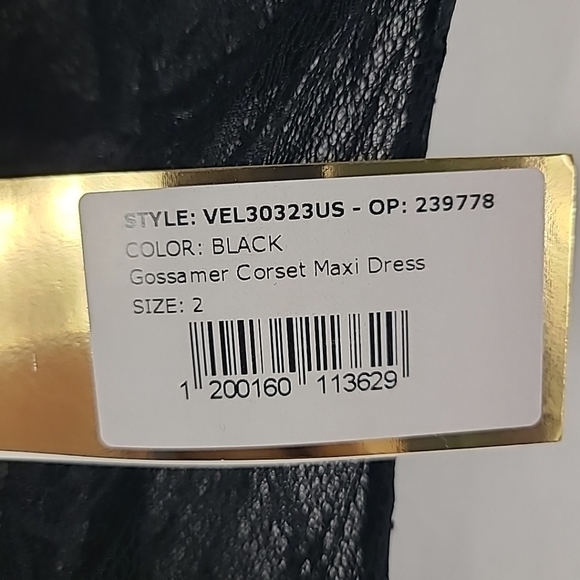 STYLE: VEL30323US - OP: 239778
COLOR: BLACK
Gossamer Corset Maxi Dress
SIZE: 2
1 200160 113629